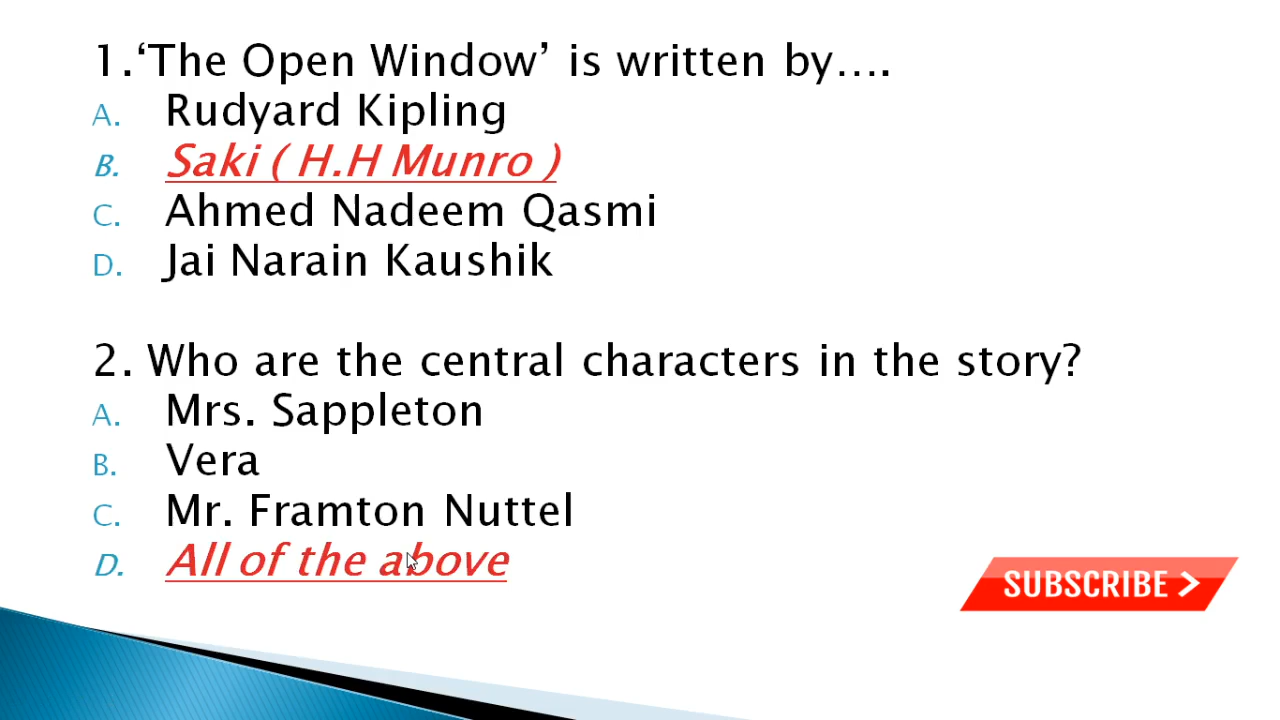 1.‘The Open Window’ is written by….
A. Rudyard Kipling
B. Saki ( H.H Munro )
C. Ahmed Nadeem Qasmi
D. Jai Narain Kaushik
2. Who are the central characters in the story?
A. Mrs. Sappleton
B. Vera
C. Mr. Framton Nuttel
D. All of the above
SUBSCRIBE >